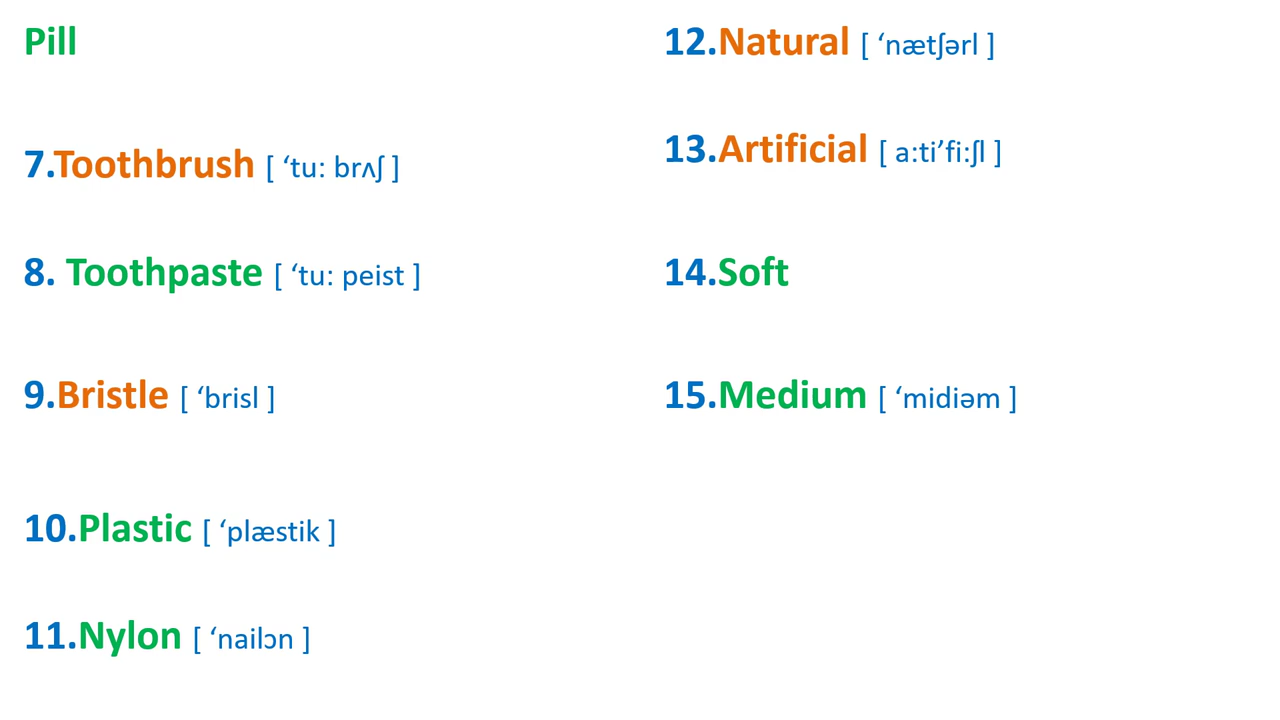 Pill
7.Toothbrush [ ‘tu: brʌʃ ]
8. Toothpaste [ ‘tu: peist ]
9.Bristle [ ‘brisl ]
10.Plastic [ ‘plæstik ]
11.Nylon [ ‘nailɔn ]
12.Natural [ ‘nætʃərl ]
13.Artificial [ a:ti’fi:ʃl ]
14.Soft
15.Medium [ ‘midiəm ]